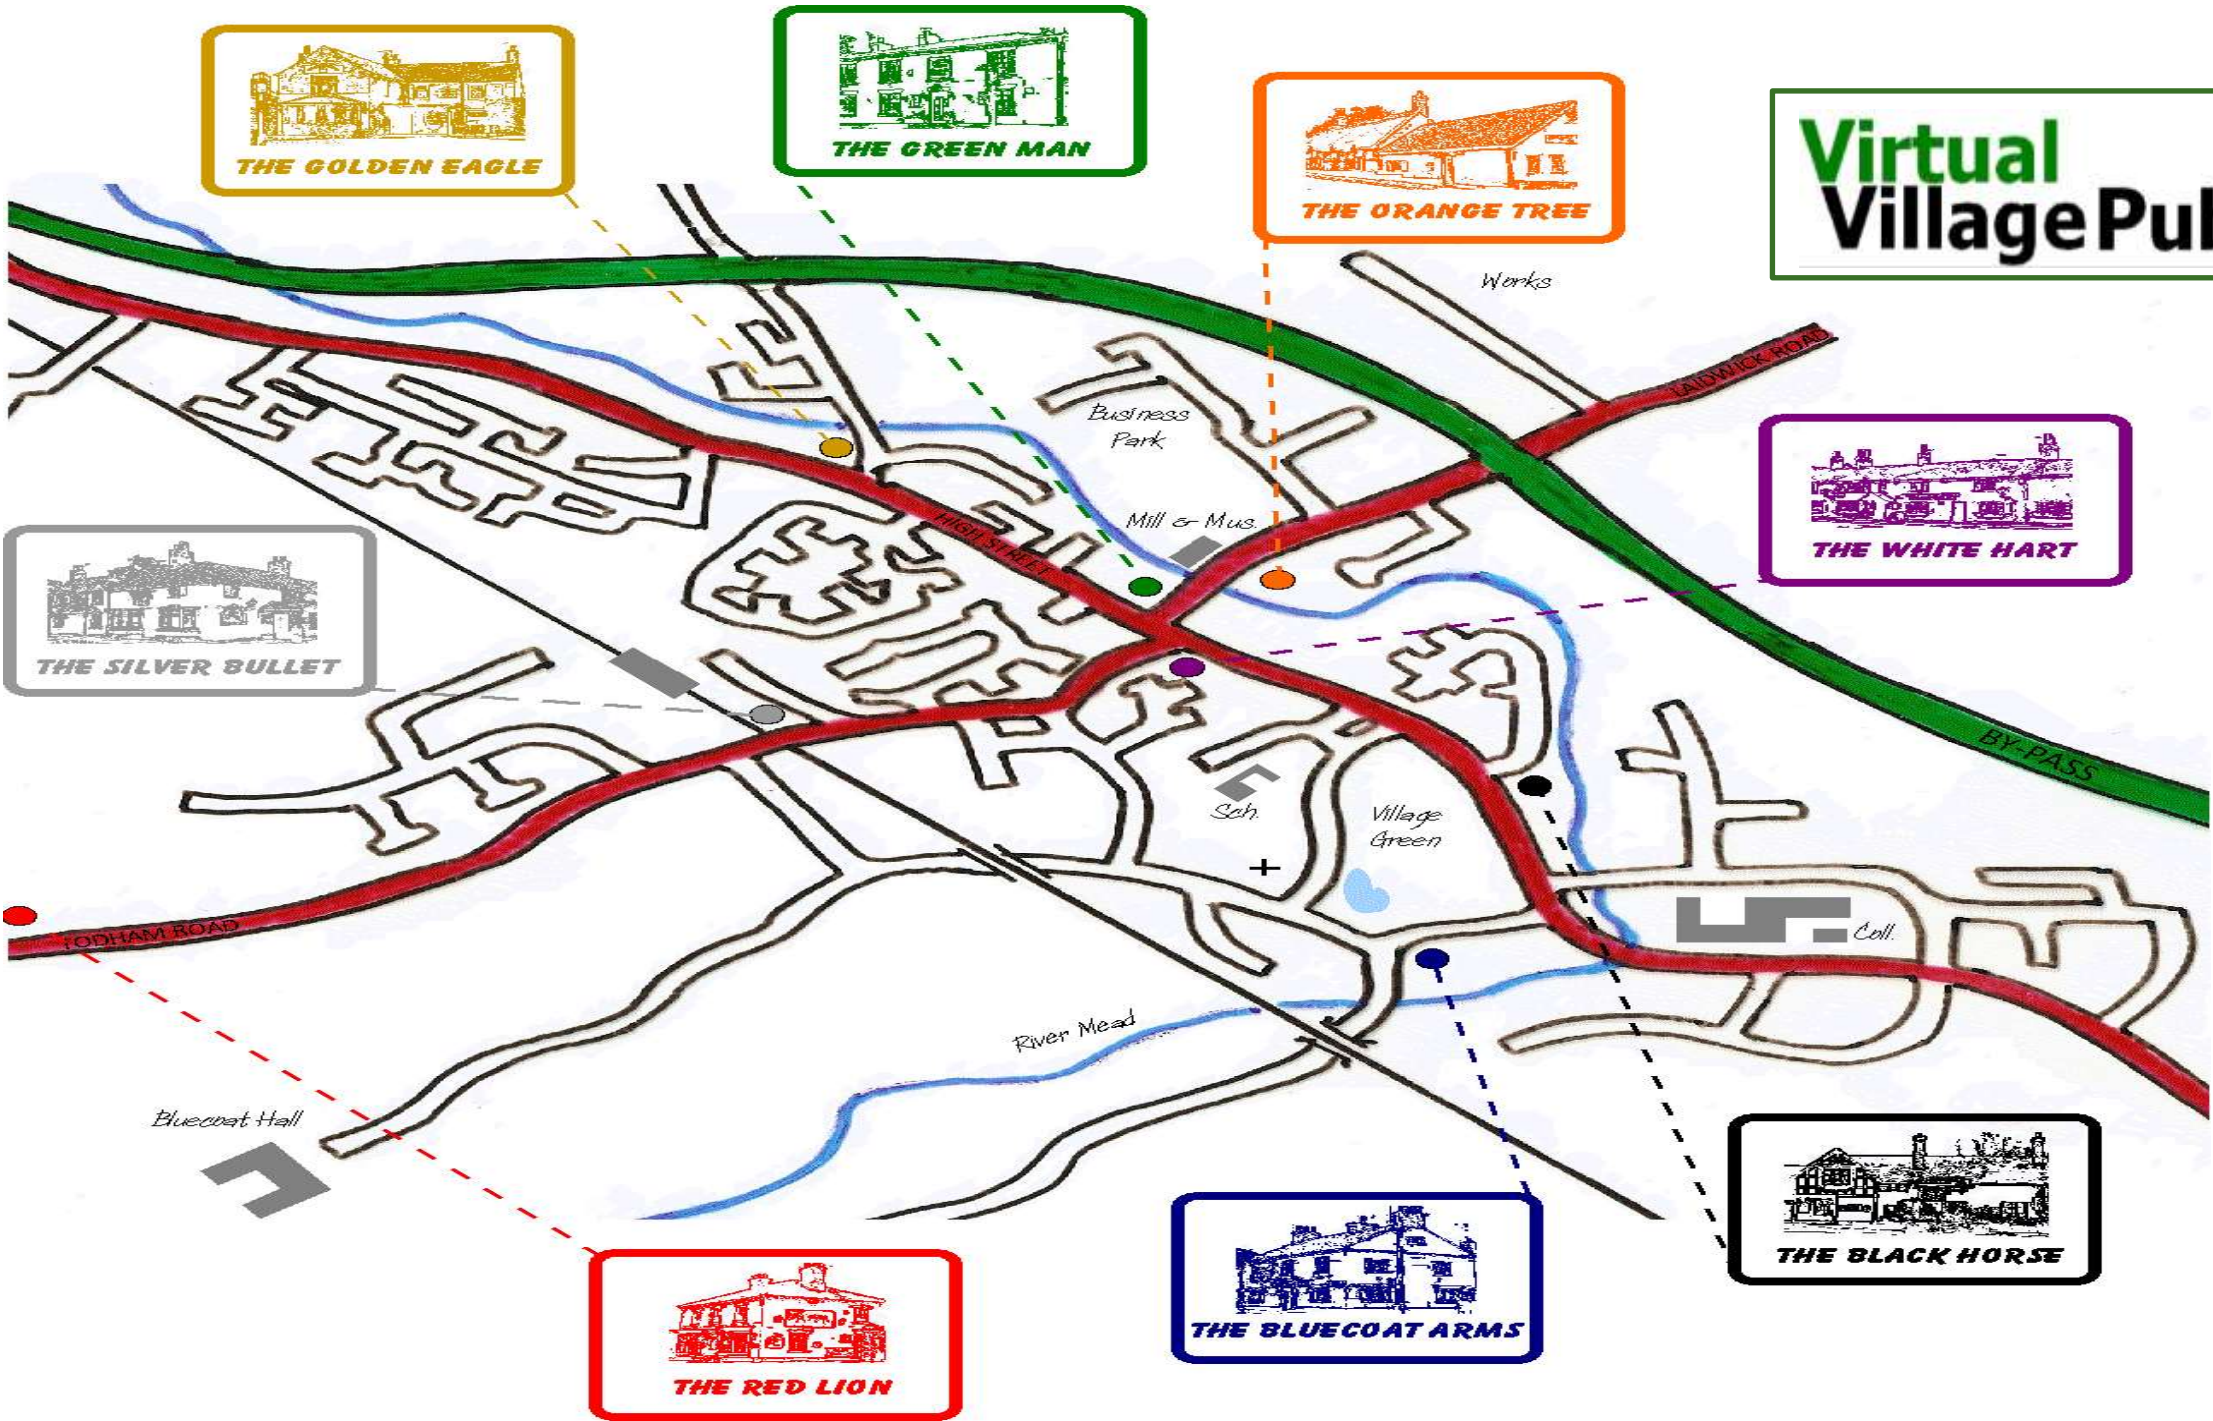 THE GOLDEN EAGLE
THE GREEN MAN
THE ORANGE TREE
Virtual
Village Pu
Works
LAIDWICK ROAD
Business
Park
HIGH STREET
Mill & Mus.
THE WHITE HART
THE SILVER BULLET
BY-PASS
Sch.
Village
Green
TODHAM ROAD
Coll.
River Mead
Bluecoat Hall
THE BLACK HORSE
THE BLUECOAT ARMS
THE RED LION